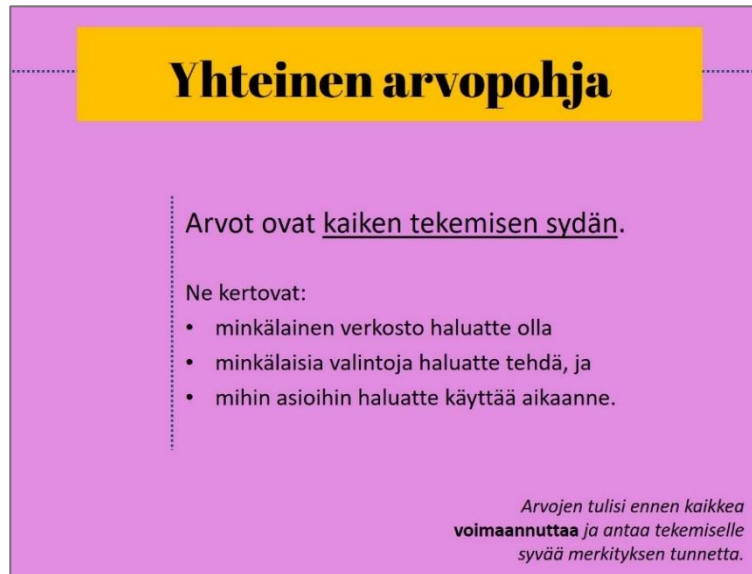 Yhteinen arvopohja
Arvot ovat kaiken tekemisen sydän.
Ne kertovat:
• minkälainen verkosto haluatte olla
• minkälaisia valintoja haluatte tehdä, ja
• mihin asioihin haluatte käyttää aikaanne.
Arvojen tulisi ennen kaikkea
voimaannuttaa ja antaa tekemiselle
syvää merkityksen tunnetta.